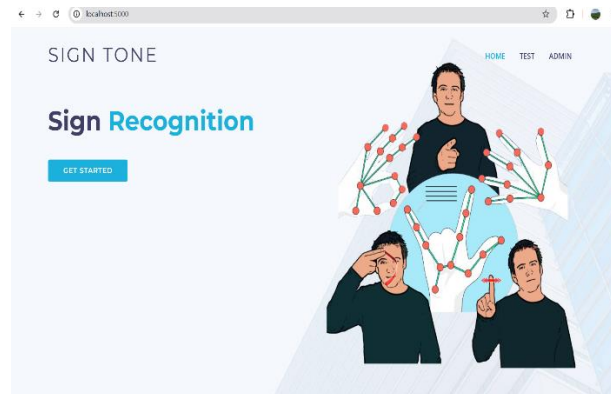 localhost:5000
SIGN TONE
HOME TEST ADMIN
Sign Recognition
GET STARTED